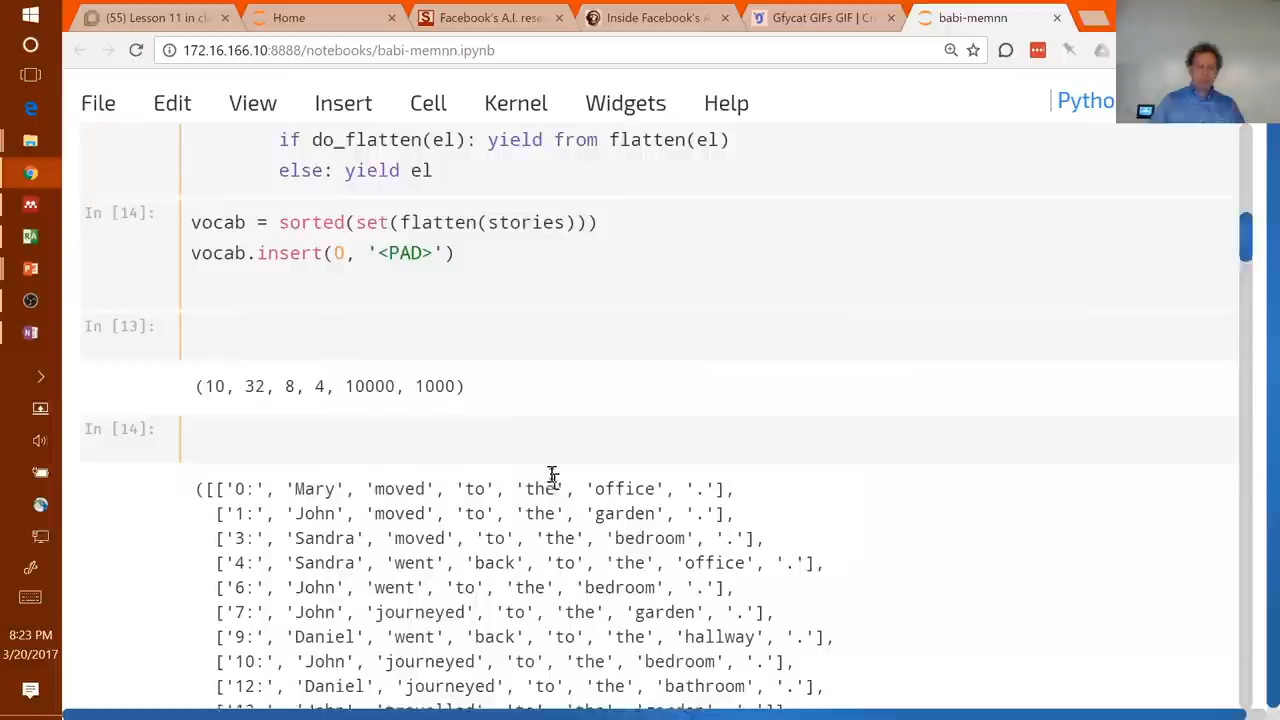 (55) Lesson 11 in cl
Home
Facebook's A.I. rese
Inside Facebook's A
Gfycat GIFs GIF | Cr
babi-memnn
172.16.166.10:8888/notebooks/babi-memnn.ipynb
File Edit View Insert Cell Kernel Widgets Help
Pytho
if do_flatten(el): yield from flatten(el)
else: yield el
In [14]:
vocab = sorted(set(flatten(stories)))
vocab.insert(0, '<PAD>')
In [13]:
(10, 32, 8, 4, 10000, 1000)
In [14]:
([['0:', 'Mary', 'moved', 'to', 'the', 'office', '.'],
['1:', 'John', 'moved', 'to', 'the', 'garden', '.'],
['3:', 'Sandra', 'moved', 'to', 'the', 'bedroom', '.'],
['4:', 'Sandra', 'went', 'back', 'to', 'the', 'office', '.'],
['6:', 'John', 'went', 'to', 'the', 'bedroom', '.'],
['7:', 'John', 'journeyed', 'to', 'the', 'garden', '.'],
['9:', 'Daniel', 'went', 'back', 'to', 'the', 'hallway', '.'],
['10:', 'John', 'journeyed', 'to', 'the', 'bedroom', '.'],
['12:', 'Daniel', 'journeyed', 'to', 'the', 'bathroom', '.'],
8:23 PM
3/20/2017